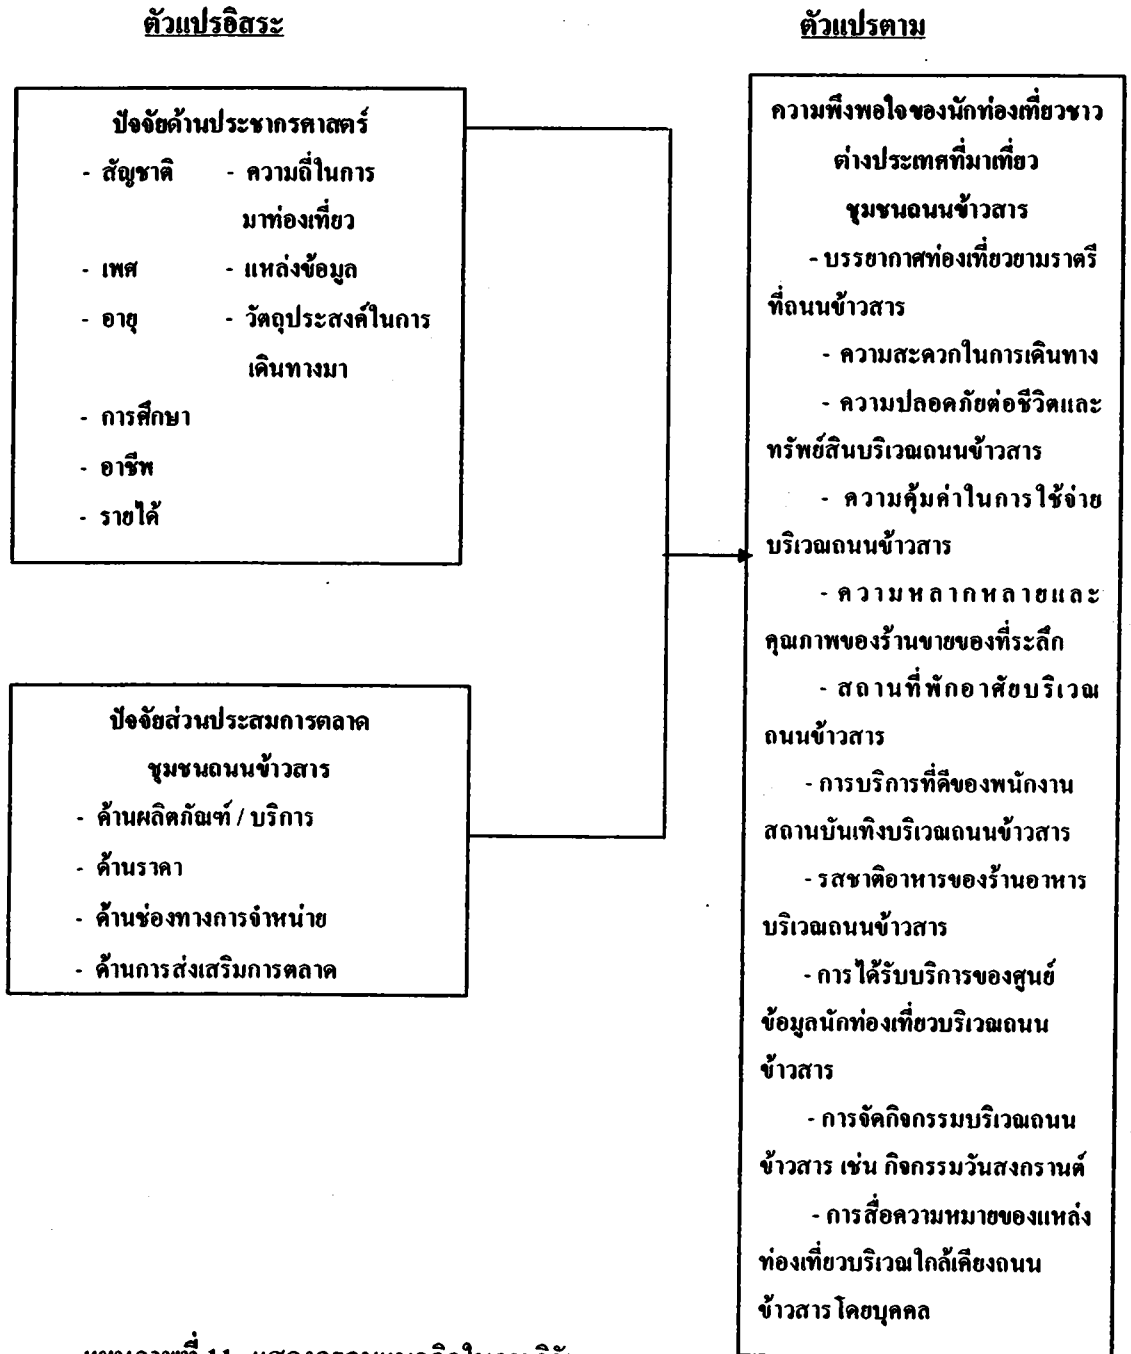 ตัวแปรอิสระ
ปัจจัยด้านประชากรศาสตร์
- สัญชาติ - ความถี่ในการ
มาท่องเที่ยว
- เพศ - แหล่งข้อมูล
- อายุ - วัตถุประสงค์ในการ
เดินทางมา
- การศึกษา
- อาชีพ
- รายได้
ปัจจัยส่วนประสมการตลาด
ชุมชนถนนข้าวสาร
- ด้านผลิตภัณฑ์ / บริการ
- ด้านราคา
- ด้านช่องทางการจำหน่าย
- ด้านการส่งเสริมการตลาด
ตัวแปรตาม
ความพึงพอใจของนักท่องเที่ยวชาว
ต่างประเทศที่มาเที่ยว
ชุมชนถนนข้าวสาร
- บรรยากาศท่องเที่ยวยามราตรี
ที่ถนนข้าวสาร
- ความสะดวกในการเดินทาง
- ความปลอดภัยต่อชีวิตและ
ทรัพย์สินบริเวณถนนข้าวสาร
- ความคุ้มค่าในการใช้จ่าย
บริเวณถนนข้าวสาร
- ความหลากหลายและ
คุณภาพของร้านขายของที่ระลึก
- สถานที่พักอาศัยบริเวณ
ถนนข้าวสาร
- การบริการที่ดีของพนักงาน
สถานบันเทิงบริเวณถนนข้าวสาร
- รสชาติอาหารของร้านอาหาร
บริเวณถนนข้าวสาร
- การได้รับบริการของศูนย์
ข้อมูลนักท่องเที่ยวบริเวณถนน
ข้าวสาร
- การจัดกิจกรรมบริเวณถนน
ข้าวสาร เช่น กิจกรรมวันสงกรานต์
- การสื่อความหมายของแหล่ง
ท่องเที่ยวบริเวณใกล้เคียงถนน
ข้าวสาร โดยบุคคล